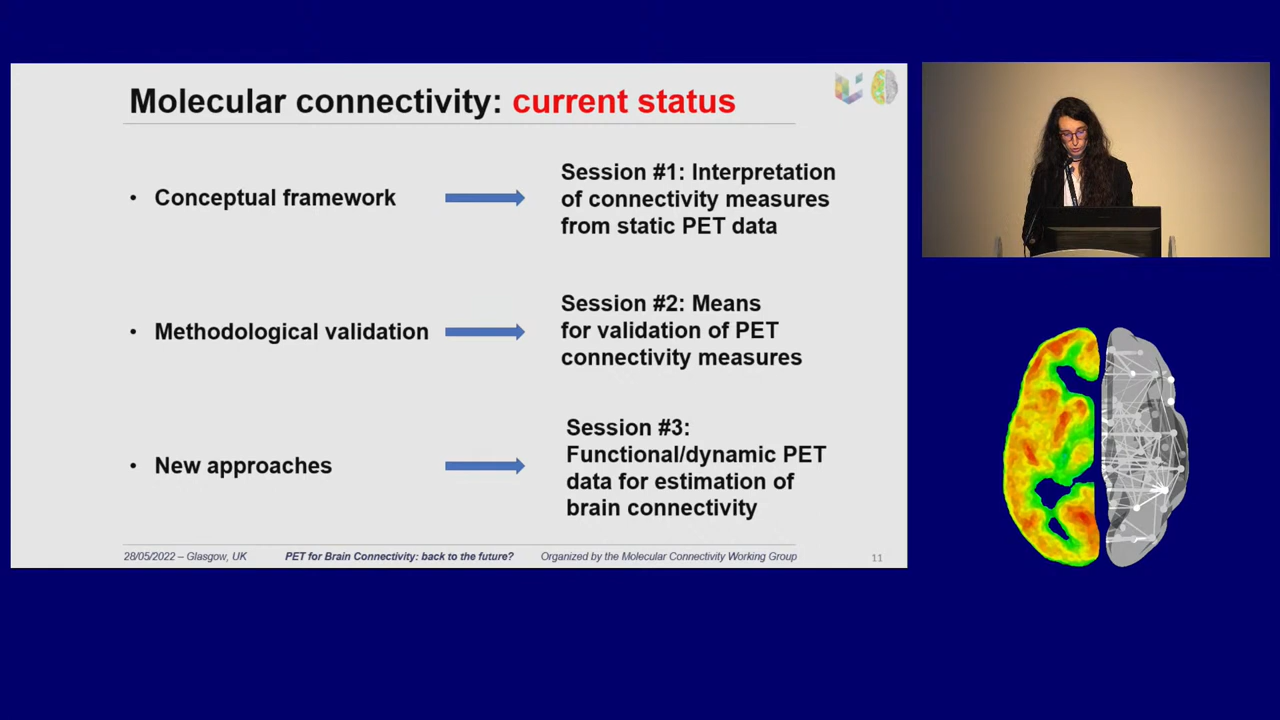 Molecular connectivity: current status
• Conceptual framework
Session #1: Interpretation
of connectivity measures
from static PET data
• Methodological validation
Session #2: Means
for validation of PET
connectivity measures
• New approaches
Session #3:
Functional/dynamic PET
data for estimation of
brain connectivity
28/05/2022 – Glasgow, UK
PET for Brain Connectivity: back to the future?
Organized by the Molecular Connectivity Working Group
11